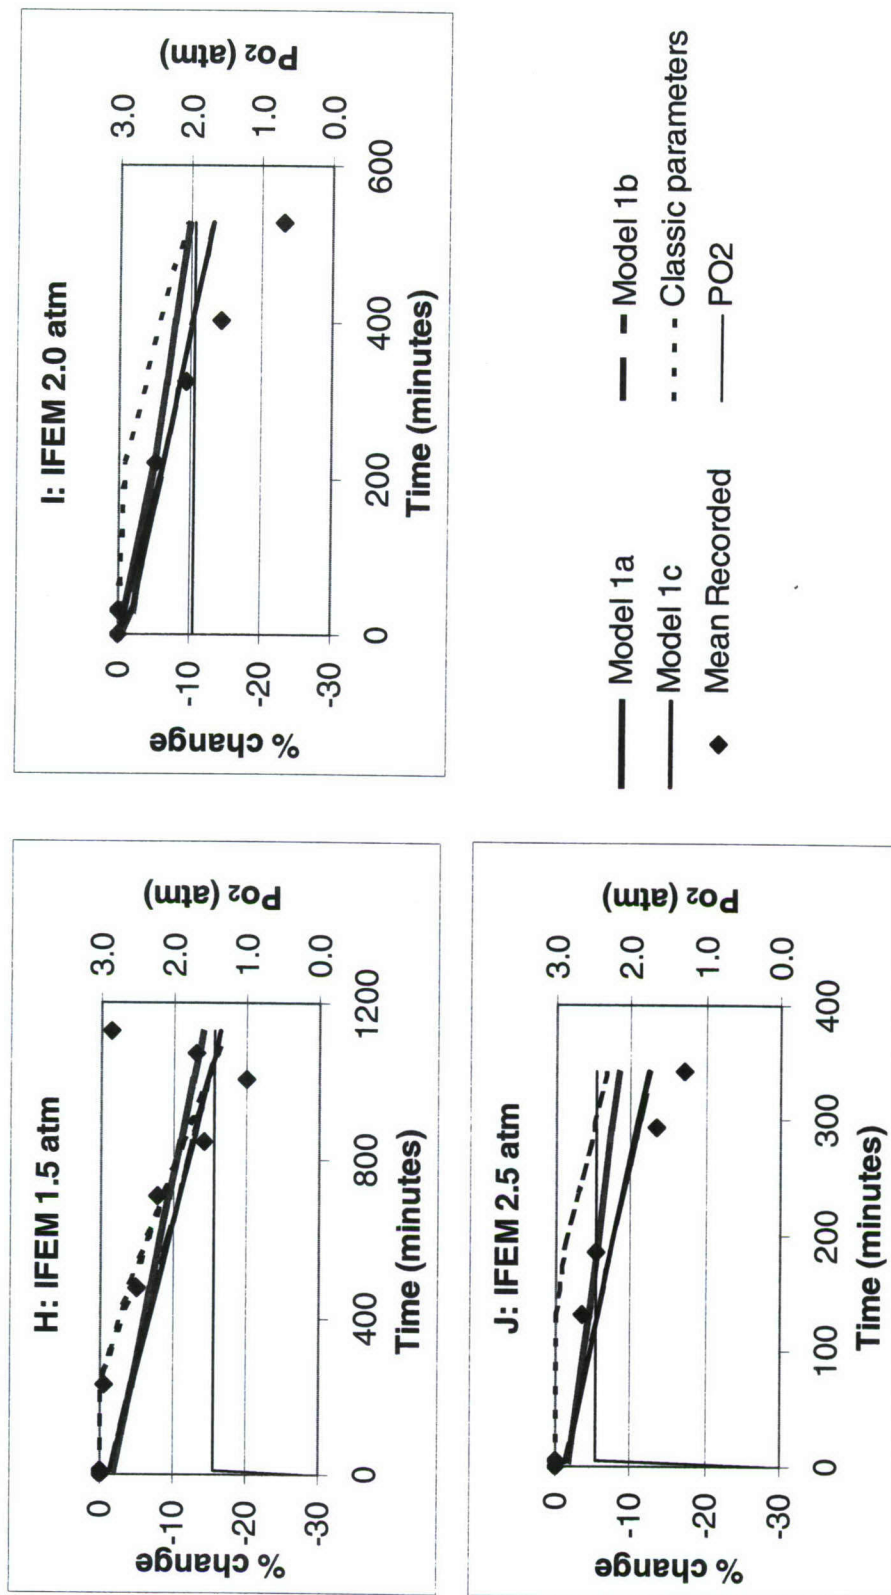 H: IFEM 1.5 atm
0
-10
-20
-30
% change
3.0
2.0
1.0
0.0
Po2 (atm)
0
400
800
1200
Time (minutes)
I: IFEM 2.0 atm
0
-10
-20
-30
% change
3.0
2.0
1.0
0.0
Po2 (atm)
0
200
400
600
Time (minutes)
J: IFEM 2.5 atm
0
-10
-20
-30
% change
3.0
2.0
1.0
0.0
Po2 (atm)
0
100
200
300
400
Time (minutes)
Model 1a
Model 1b
Model 1c
Classic parameters
Mean Recorded
PO2